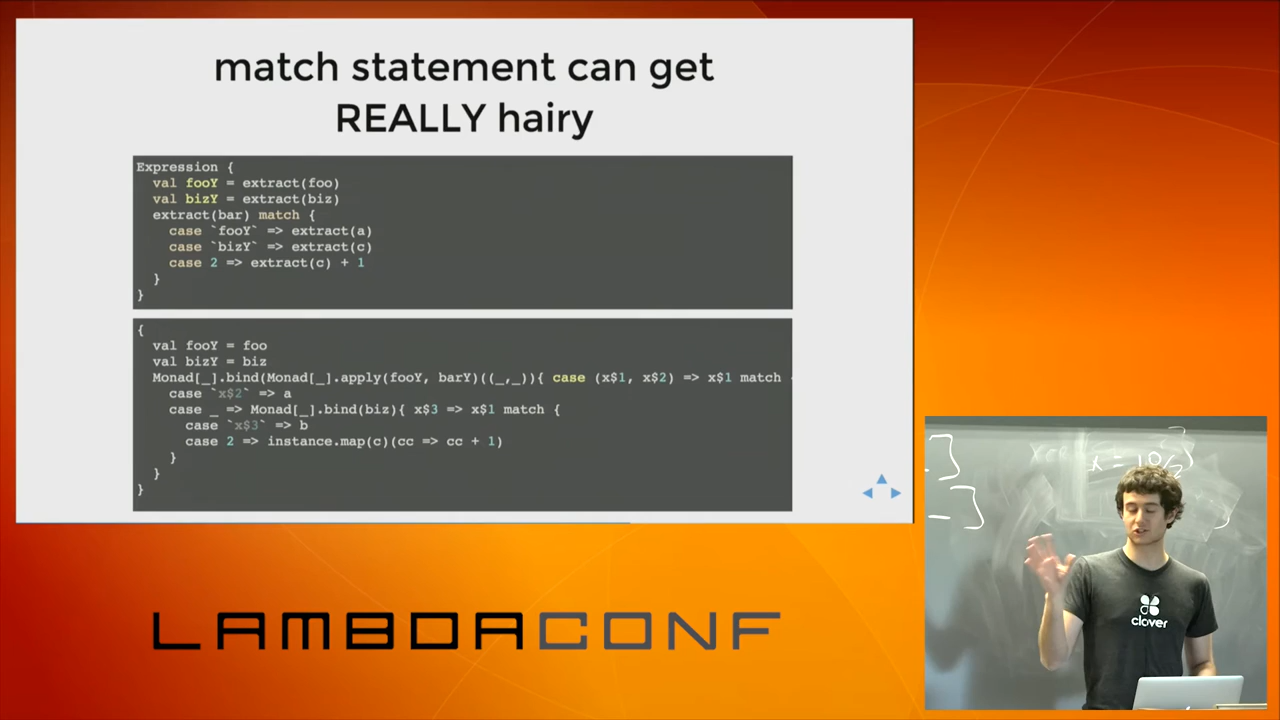 match statement can get
REALLY hairy
Expression {
val fooY = extract(foo)
val bizY = extract(biz)
extract(bar) match {
case `fooY` => extract(a)
case `bizY` => extract(c)
case 2 => extract(c) + 1
}
}
{
val fooY = foo
val bizY = biz
Monad[_].bind(Monad[_].apply(fooY, barY)((_,_)){ case (x$1, x$2) => x$1 match
case `x$2` => a
case _ => Monad[_].bind(biz){ x$3 => x$1 match {
case `x$3` => b
case 2 => instance.map(c)(cc => cc + 1)
}
}
}
LAMBDACONF
x = 10/2
clover